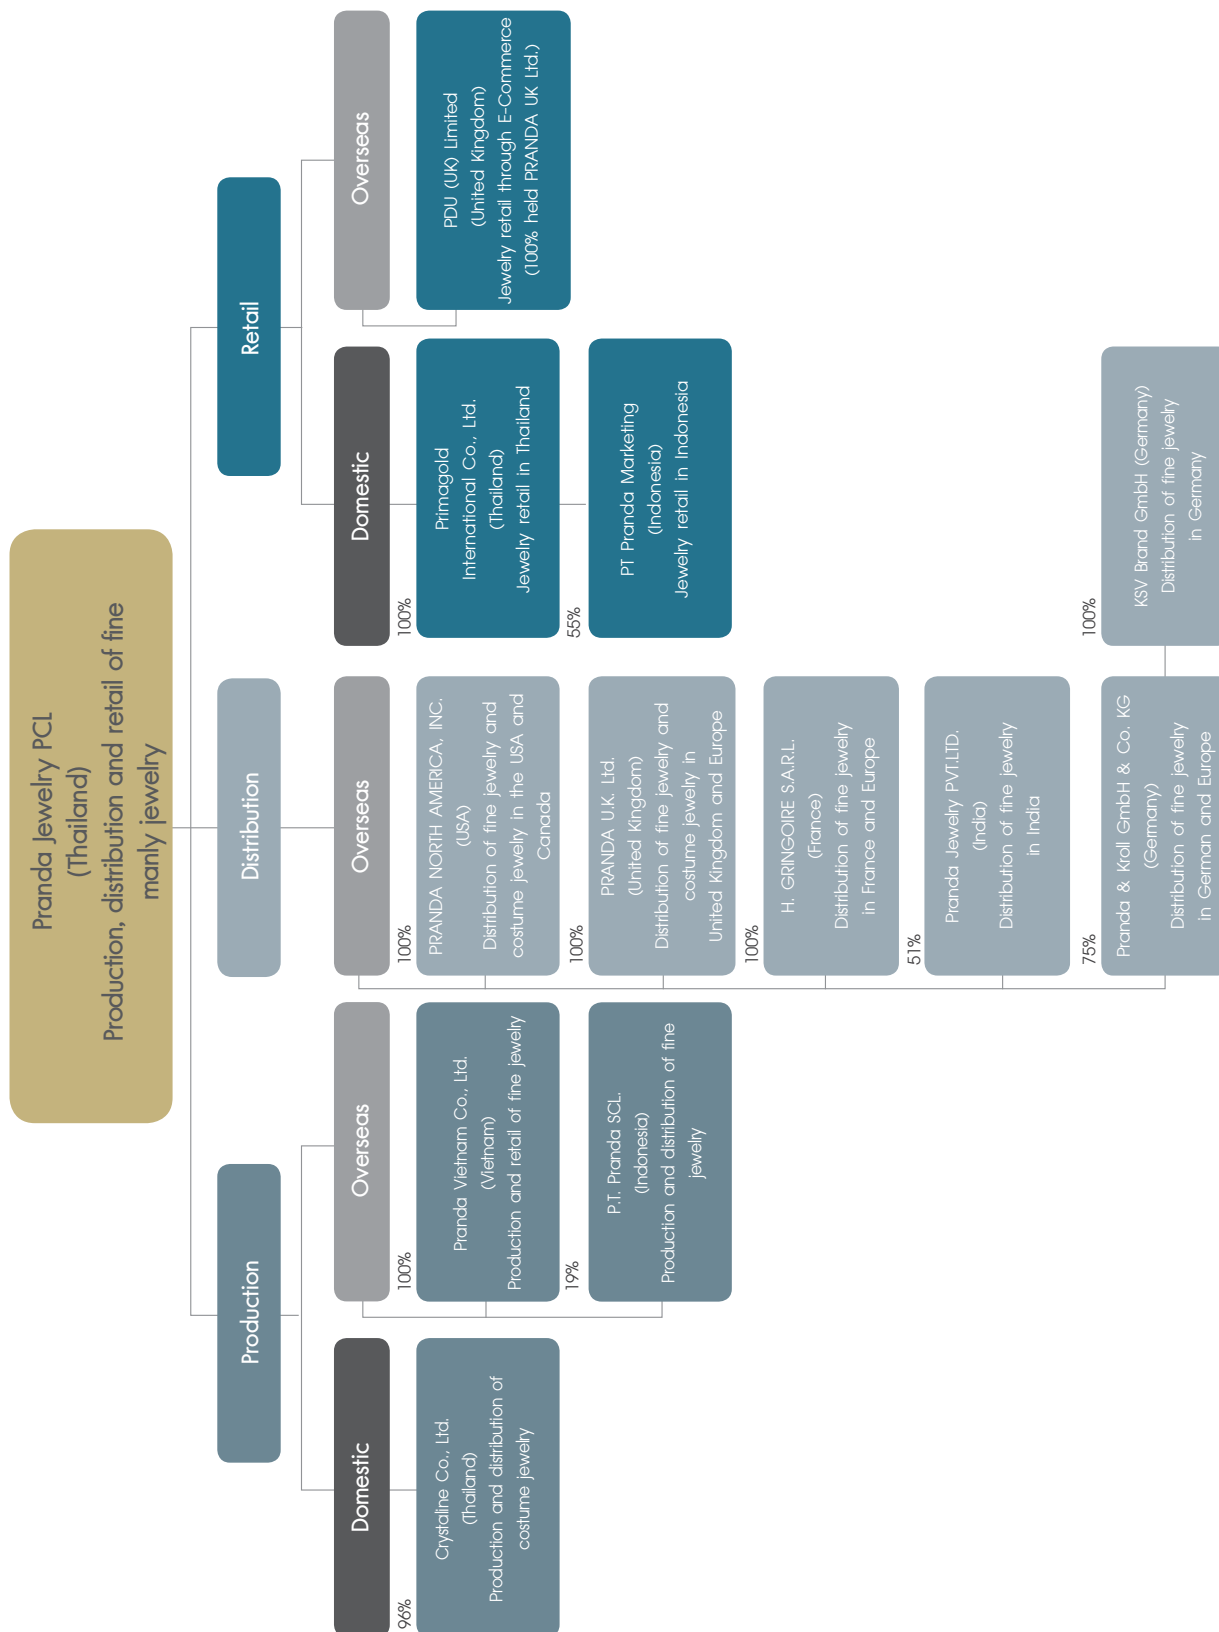 Pranda Jewelry PCL
(Thailand)
Production, distribution and retail of fine
manly jewelry
Production
Domestic
96%
Crystaline Co., Ltd.
(Thailand)
Production and distribution of
costume jewelry
Overseas
100%
Pranda Vietnam Co., Ltd.
(Vietnam)
Production and retail of fine jewelry
19%
P.T. Pranda SCL.
(Indonesia)
Production and distribution of fine
jewelry
Distribution
Overseas
100%
PRANDA NORTH AMERICA, INC.
(USA)
Distribution of fine jewelry and
costume jewelry in the USA and
Canada
100%
PRANDA U.K. Ltd.
(United Kingdom)
Distribution of fine jewelry and
costume jewelry in
United Kingdom and Europe
100%
H. GRINGOIRE S.A.R.L.
(France)
Distribution of fine jewelry
in France and Europe
51%
Pranda Jewelry PVT.LTD.
(India)
Distribution of fine jewelry
in India
75%
Pranda & Kroll GmbH & Co. KG
(Germany)
Distribution of fine jewelry
in German and Europe
100%
KSV Brand GmbH (Germany)
Distribution of fine jewelry
in Germany
Retail
Domestic
100%
Primagold
International Co., Ltd.
(Thailand)
Jewelry retail in Thailand
55%
PT Pranda Marketing
(Indonesia)
Jewelry retail in Indonesia
Overseas
PDU (UK) Limited
(United Kingdom)
Jewelry retail through E-Commerce
(100% held PRANDA UK Ltd.)